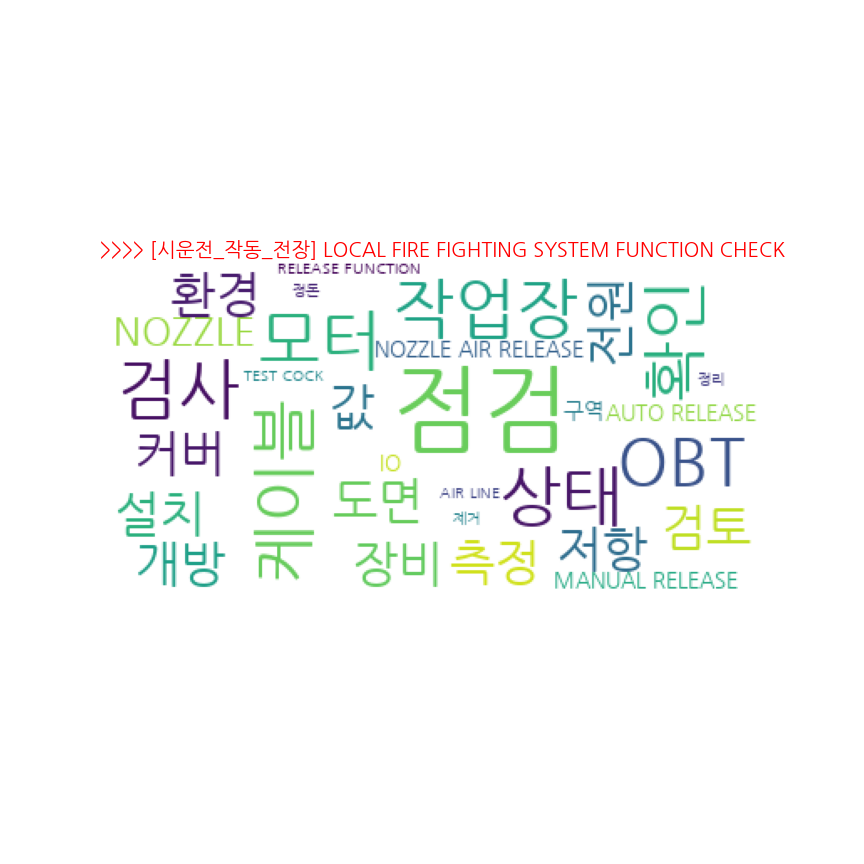 >>>> [시운전_작동_전장] LOCAL FIRE FIGHTING SYSTEM FUNCTION CHECK
RELEASE FUNCTION
환경
정돈
작업장
전원
확인
NOZZLE
모터
NOZZLE AIR RELEASE
검사
TEST COCK
값
점검
정리
구역
AUTO RELEASE
커버
케이블
IO
OBT
설치
도면
AIR LINE
상태
제거
검토
개방
장비
측정
저항
MANUAL RELEASE